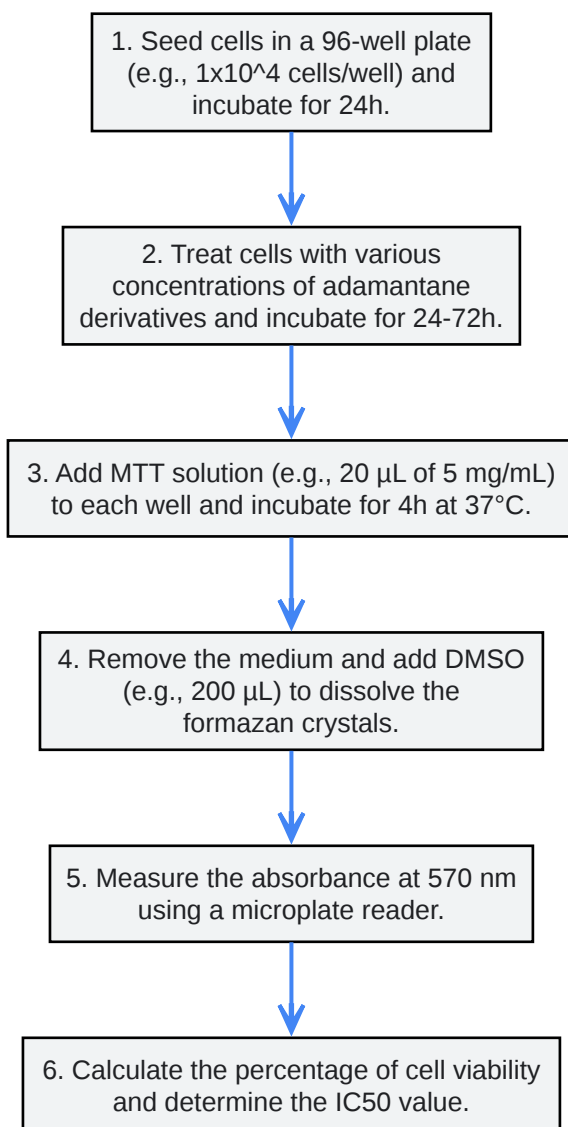 1. Seed cells in a 96-well plate
(e.g., 1x10^4 cells/well) and
incubate for 24h.
2. Treat cells with various
concentrations of adamantane
derivatives and incubate for 24-72h.
3. Add MTT solution (e.g., 20 µL of 5 mg/mL)
to each well and incubate for 4h at 37°C.
4. Remove the medium and add DMSO
(e.g., 200 µL) to dissolve the
formazan crystals.
5. Measure the absorbance at 570 nm
using a microplate reader.
6. Calculate the percentage of cell viability
and determine the IC50 value.